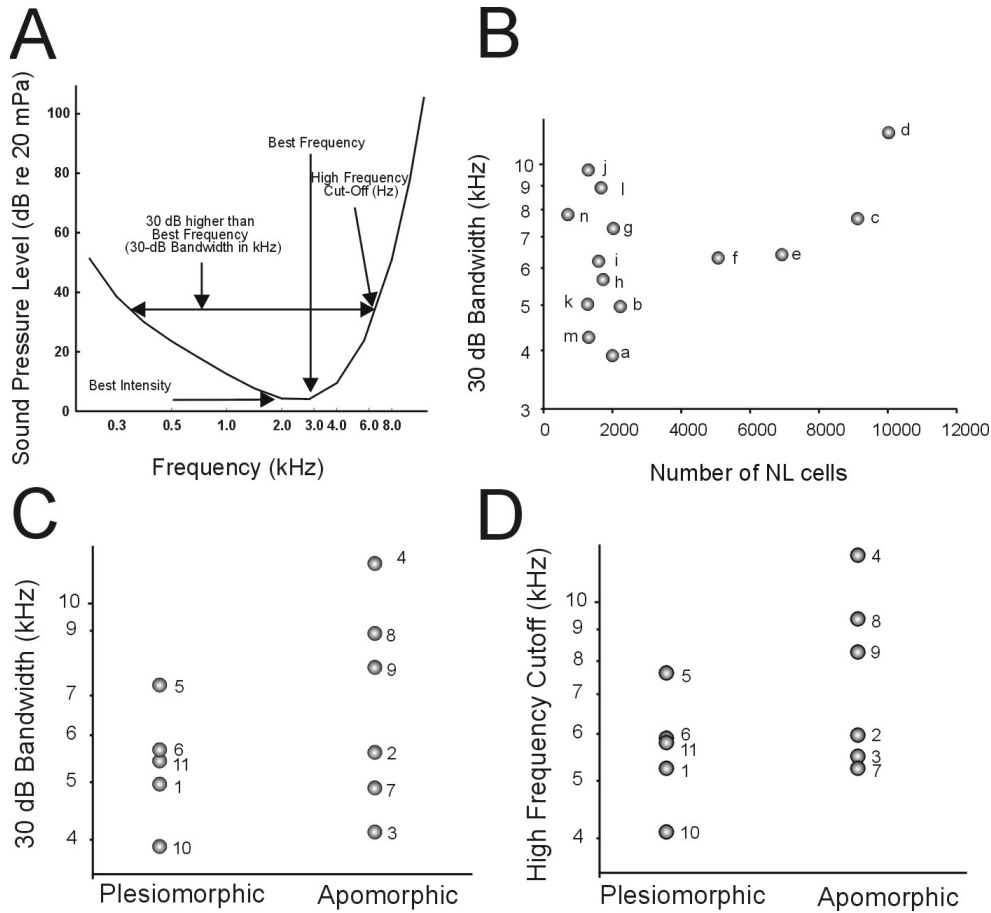 A
Sound Pressure Level (dB re 20 mPa)
100
80
60
40
20
0
Best Frequency
High Frequency
Cut-Off (Hz)
30 dB higher than
Best Frequency
(30-dB Bandwidth in kHz)
Best Intensity
0.3 0.5 1.0 2.0 3.0 4.0 6.0 8.0
Frequency (kHz)
B
30 dB Bandwidth (kHz)
10
9
8
7
6
5
4
3
d
j
l
n
c
g
i
f
e
h
k
b
m
a
0 2000 4000 6000 8000 10000 12000
Number of NL cells
C
30 dB Bandwidth (kHz)
10
9
7
6
5
4
4
8
9
5
6
2
11
1
7
3
10
Plesiomorphic Apomorphic
D
High Frequency Cutoff (kHz)
10
9
8
7
6
5
4
4
8
9
5
6
2
11
3
1
7
10
Plesiomorphic Apomorphic